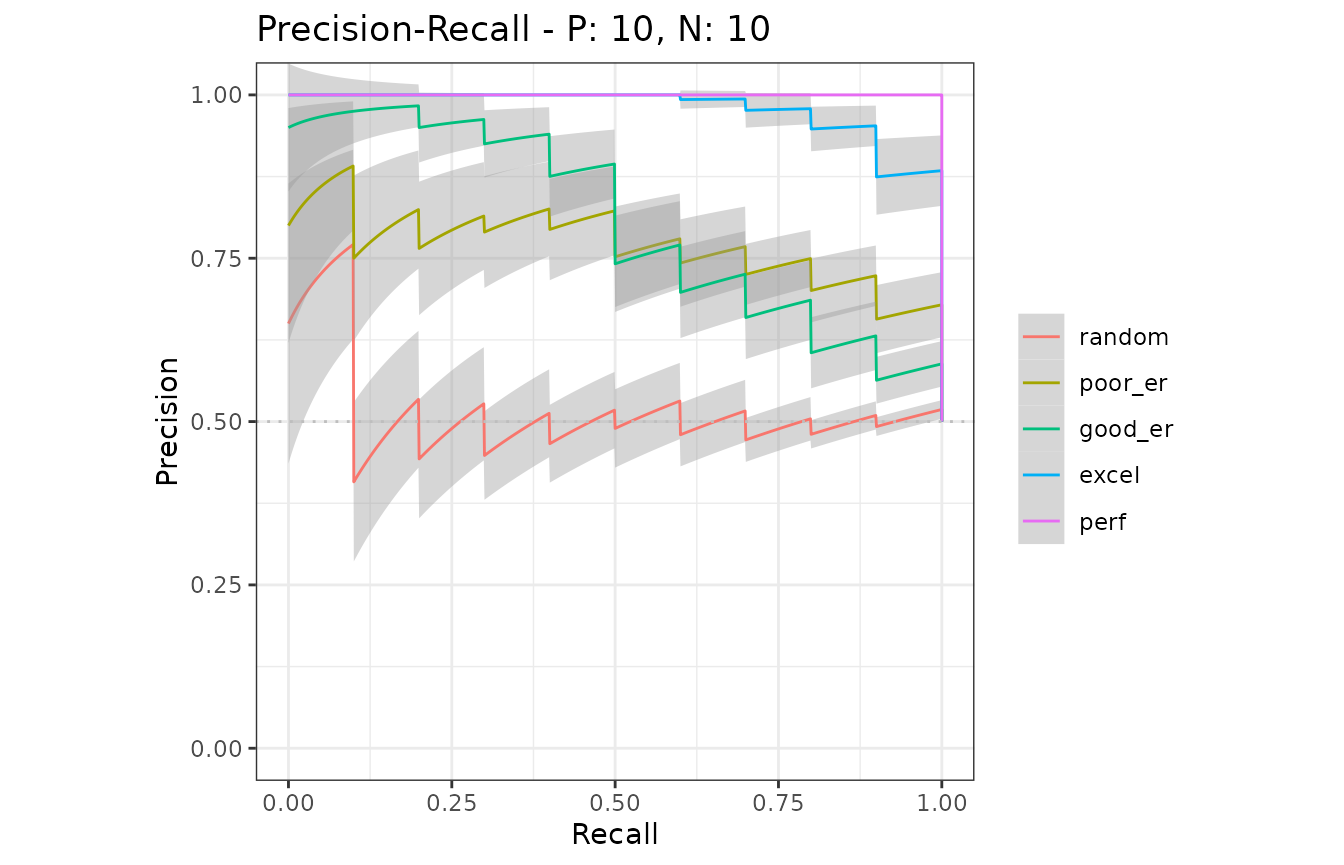 Precision-Recall - P: 10, N: 10
Precision
1.00
0.75
0.50
0.25
0.00
0.00 0.25 0.50 0.75 1.00
Recall
random
poor_er
good_er
excel
perf